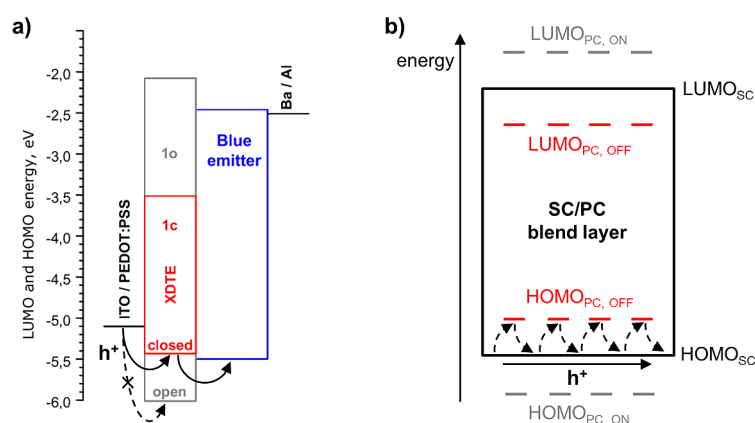 a)
LUMO and HOMO energy, eV
-2,0
-2,5
-3,0
-3,5
-4,0
-4,5
-5,0
-5,5
-6,0
ITO / PEDOT:PSS
h+
1o
1c
XDTE
closed
open
Blue
emitter
Ba / Al
b)
energy
LUMOPC, ON
LUMOSC
LUMOPC, OFF
SC/PC
blend layer
HOMOPC, OFF
HOMOSC
h+
HOMOPC, ON